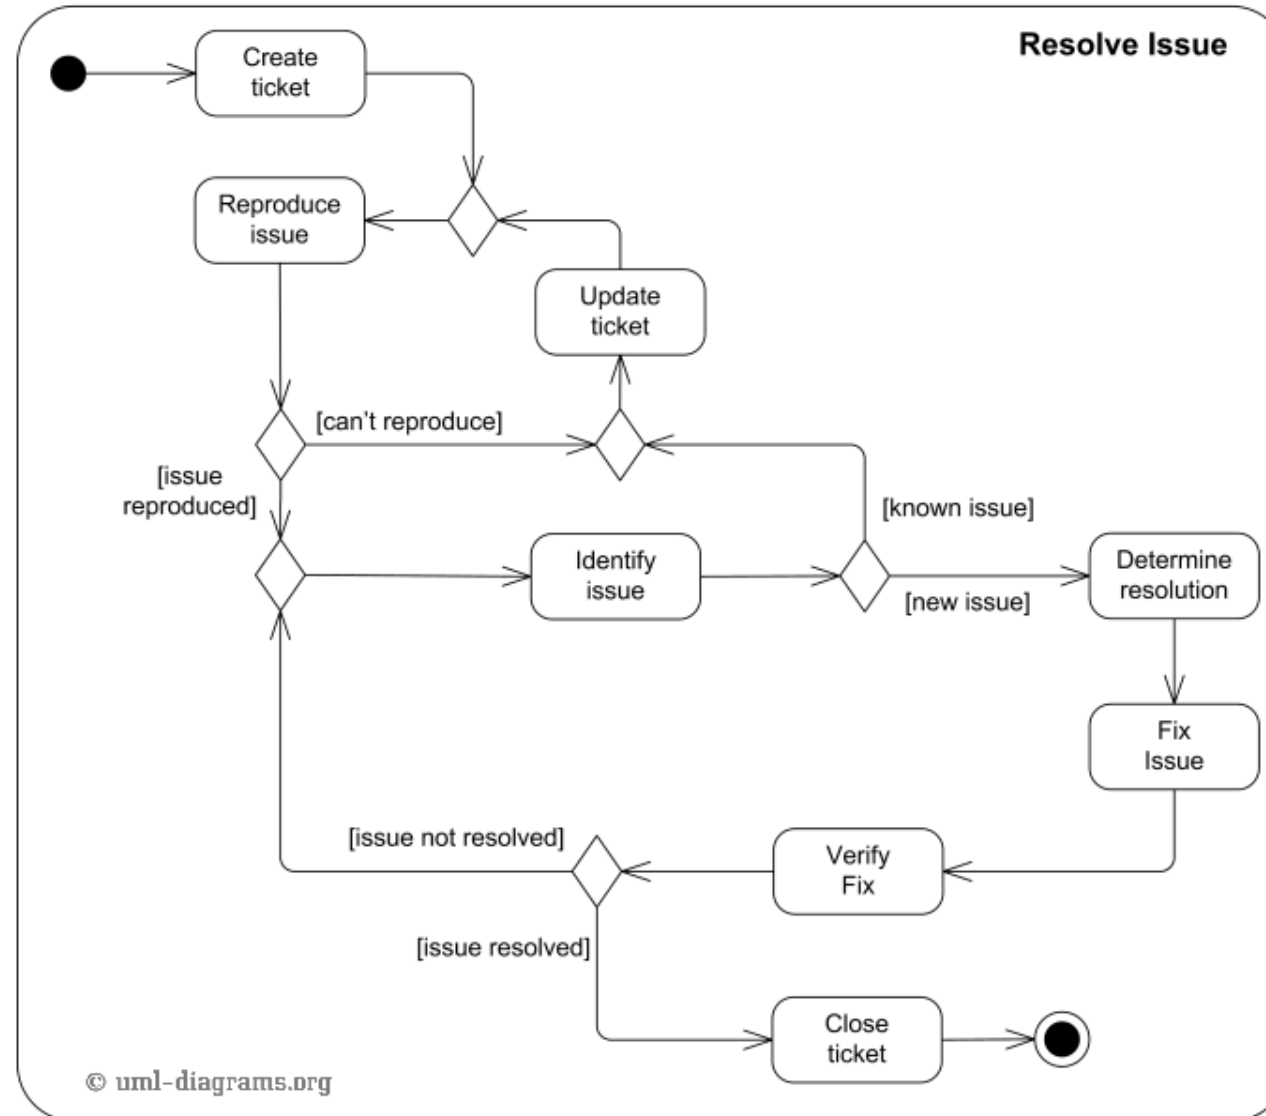 Resolve Issue
Create
ticket
Reproduce
issue
Update
ticket
[can't reproduce]
[issue
reproduced]
[known issue]
Identify
issue
Determine
resolution
[new issue]
Fix
Issue
[issue not resolved]
Verify
Fix
[issue resolved]
Close
ticket
© uml-diagrams.org